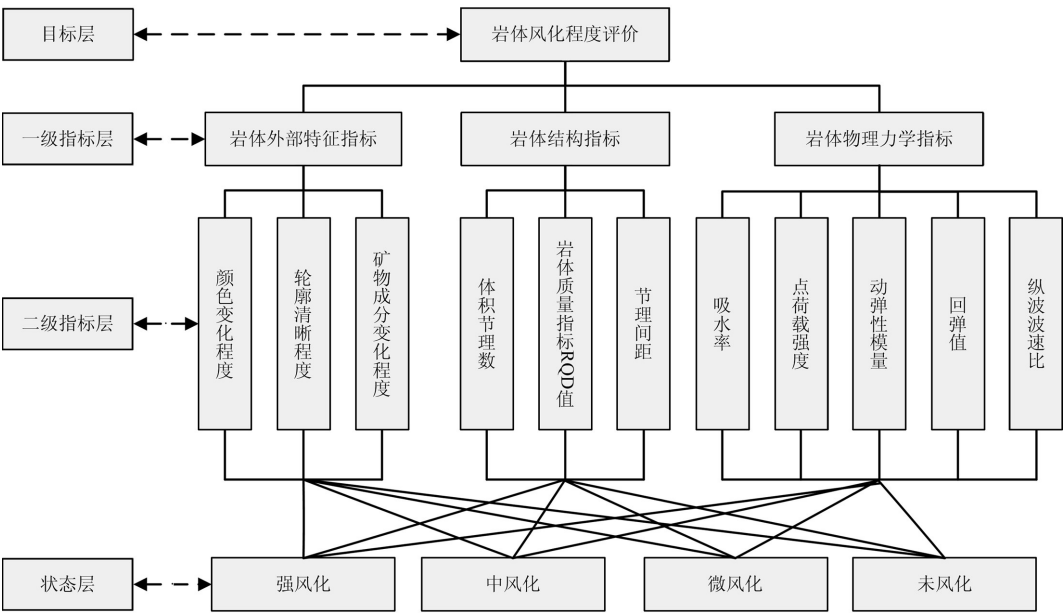 目标层
岩体风化程度评价
一级指标层
岩体外部特征指标
岩体结构指标
岩体物理力学指标
二级指标层
颜色变化程度
轮廓清晰程度
矿物成分变化程度
体积节理数
岩体质量指标RQD值
节理间距
吸水率
点荷载强度
动弹性模量
回弹值
纵波波速比
状态层
强风化
中风化
微风化
未风化